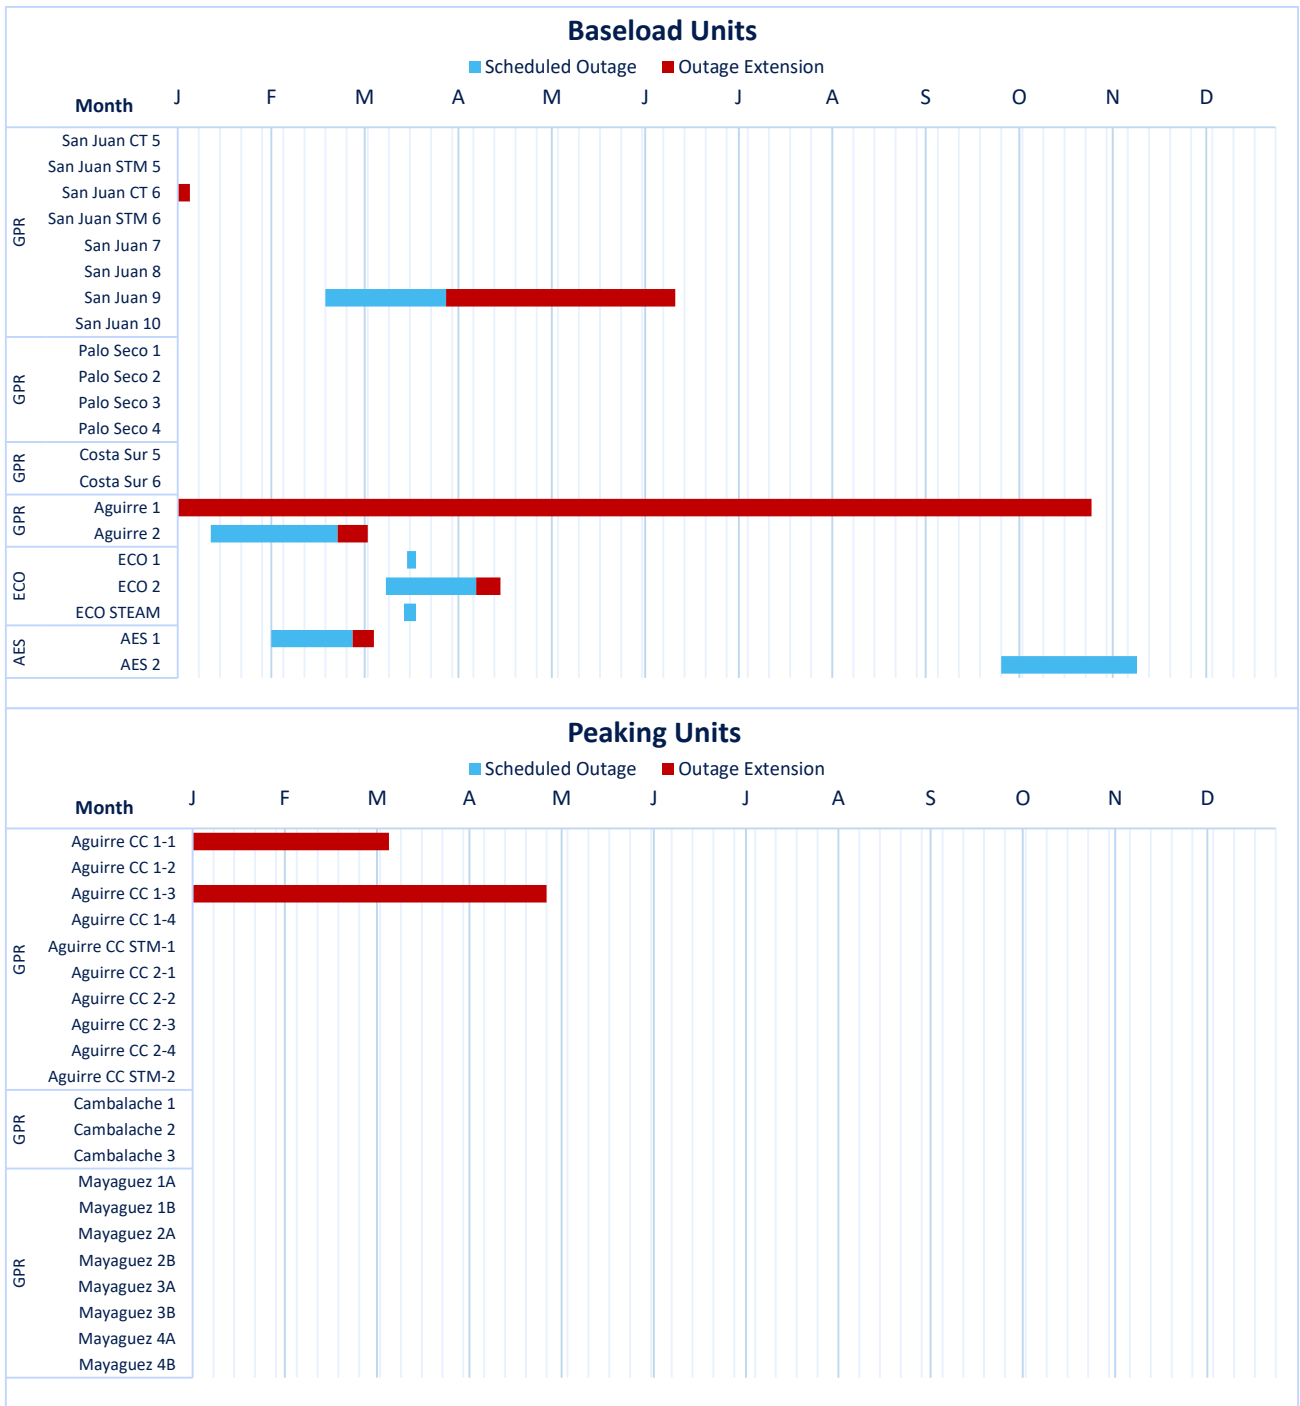 Baseload Units
Scheduled Outage Outage Extension
Month J F M A M J J A S O N D
GPR
San Juan CT 5
San Juan STM 5
San Juan CT 6
San Juan STM 6
San Juan 7
San Juan 8
San Juan 9
San Juan 10
GPR
Palo Seco 1
Palo Seco 2
Palo Seco 3
Palo Seco 4
GPR
Costa Sur 5
Costa Sur 6
GPR
Aguirre 1
Aguirre 2
ECO
ECO 1
ECO 2
ECO STEAM
AES
AES 1
AES 2
Peaking Units
Scheduled Outage Outage Extension
Month J F M A M J J A S O N D
GPR
Aguirre CC 1-1
Aguirre CC 1-2
Aguirre CC 1-3
Aguirre CC 1-4
Aguirre CC STM-1
Aguirre CC 2-1
Aguirre CC 2-2
Aguirre CC 2-3
Aguirre CC 2-4
Aguirre CC STM-2
GPR
Cambalache 1
Cambalache 2
Cambalache 3
GPR
Mayaguez 1A
Mayaguez 1B
Mayaguez 2A
Mayaguez 2B
Mayaguez 3A
Mayaguez 3B
Mayaguez 4A
Mayaguez 4B